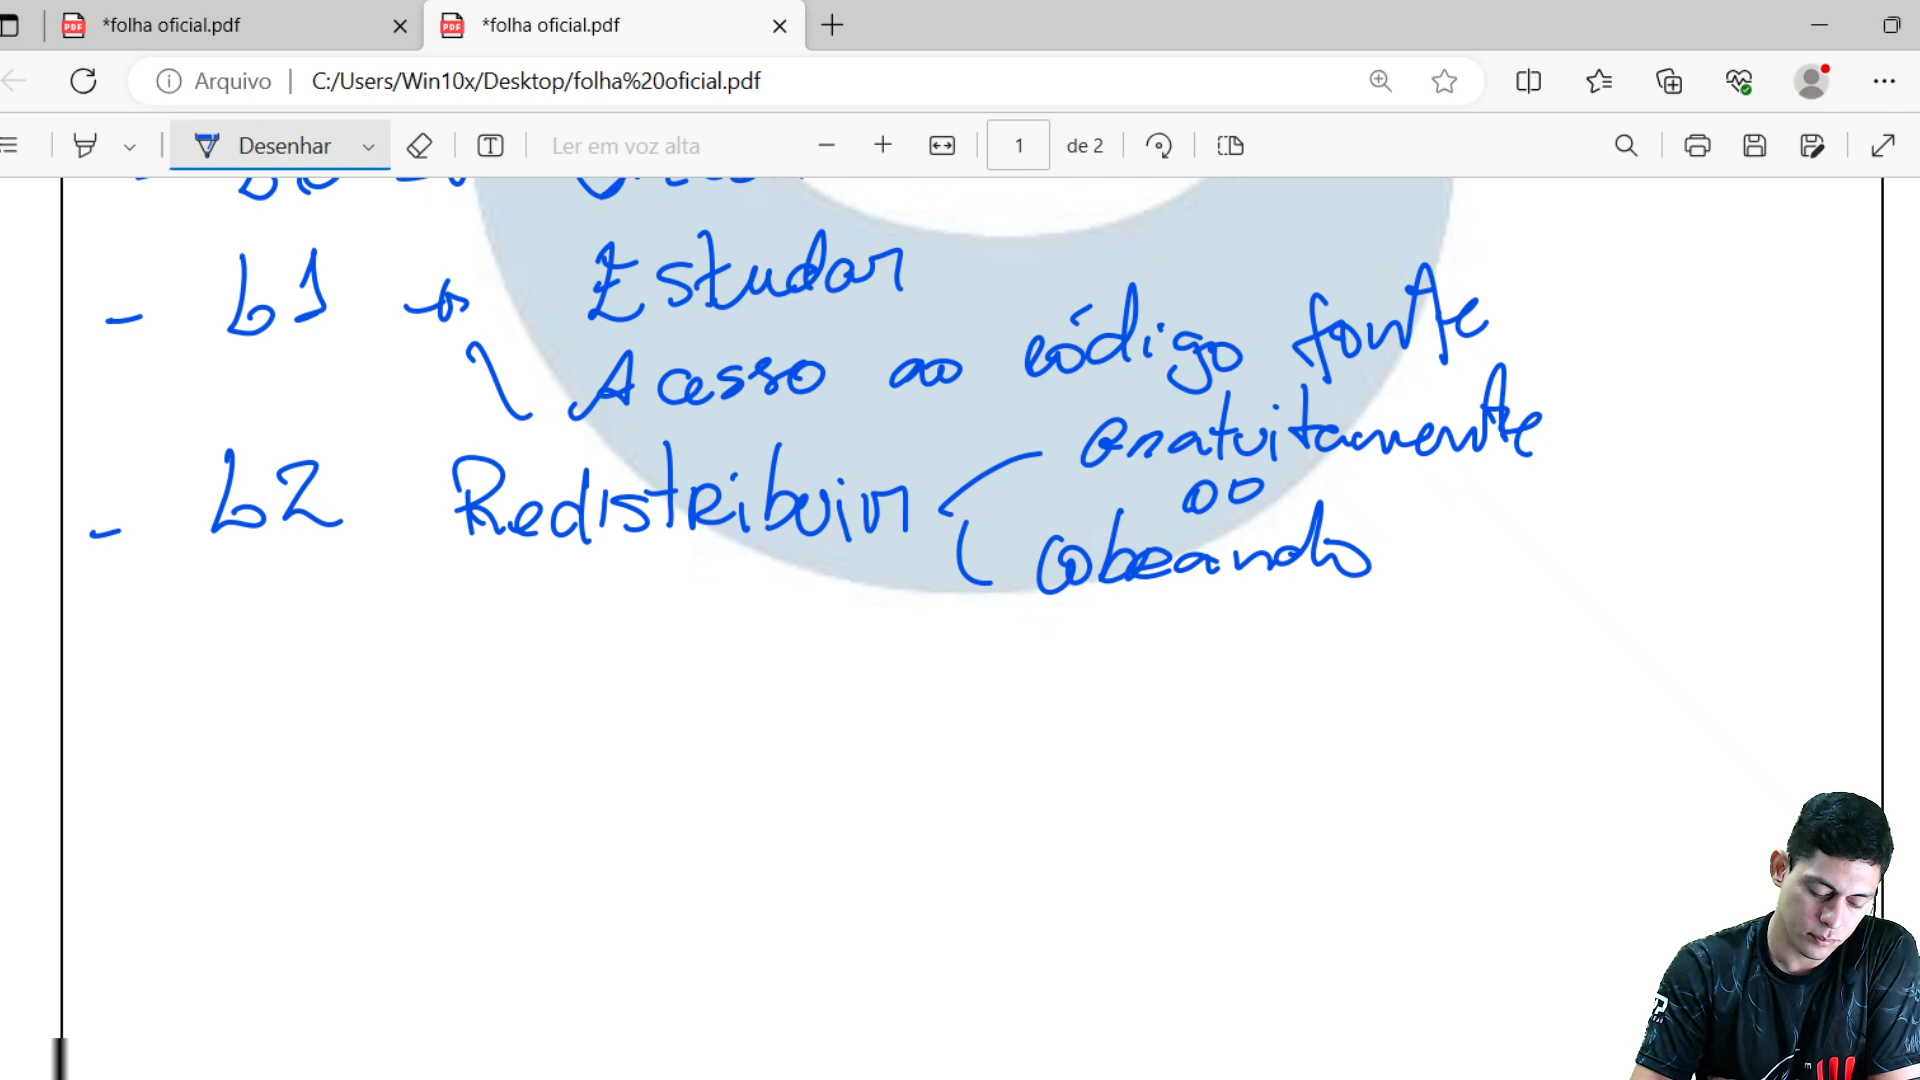 *folha oficial.pdf
*folha oficial.pdf
Arquivo
C:/Users/Win10x/Desktop/folha%20oficial.pdf
Desenhar
Ler em voz alta
1
de 2
- L1 → Estudar
Acesso ao código fonte
- L2 Redistribuir
Gratuitamente
ou
Cobrando